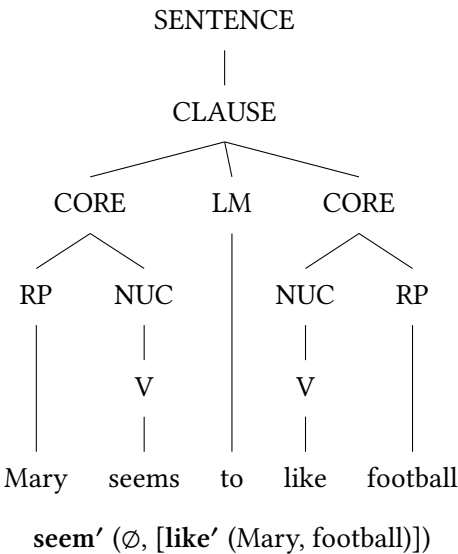 SENTENCE
CLAUSE
CORE LM CORE
RP NUC NUC RP
V V
Mary seems to like football
seem′ (∅, [like′ (Mary, football)])